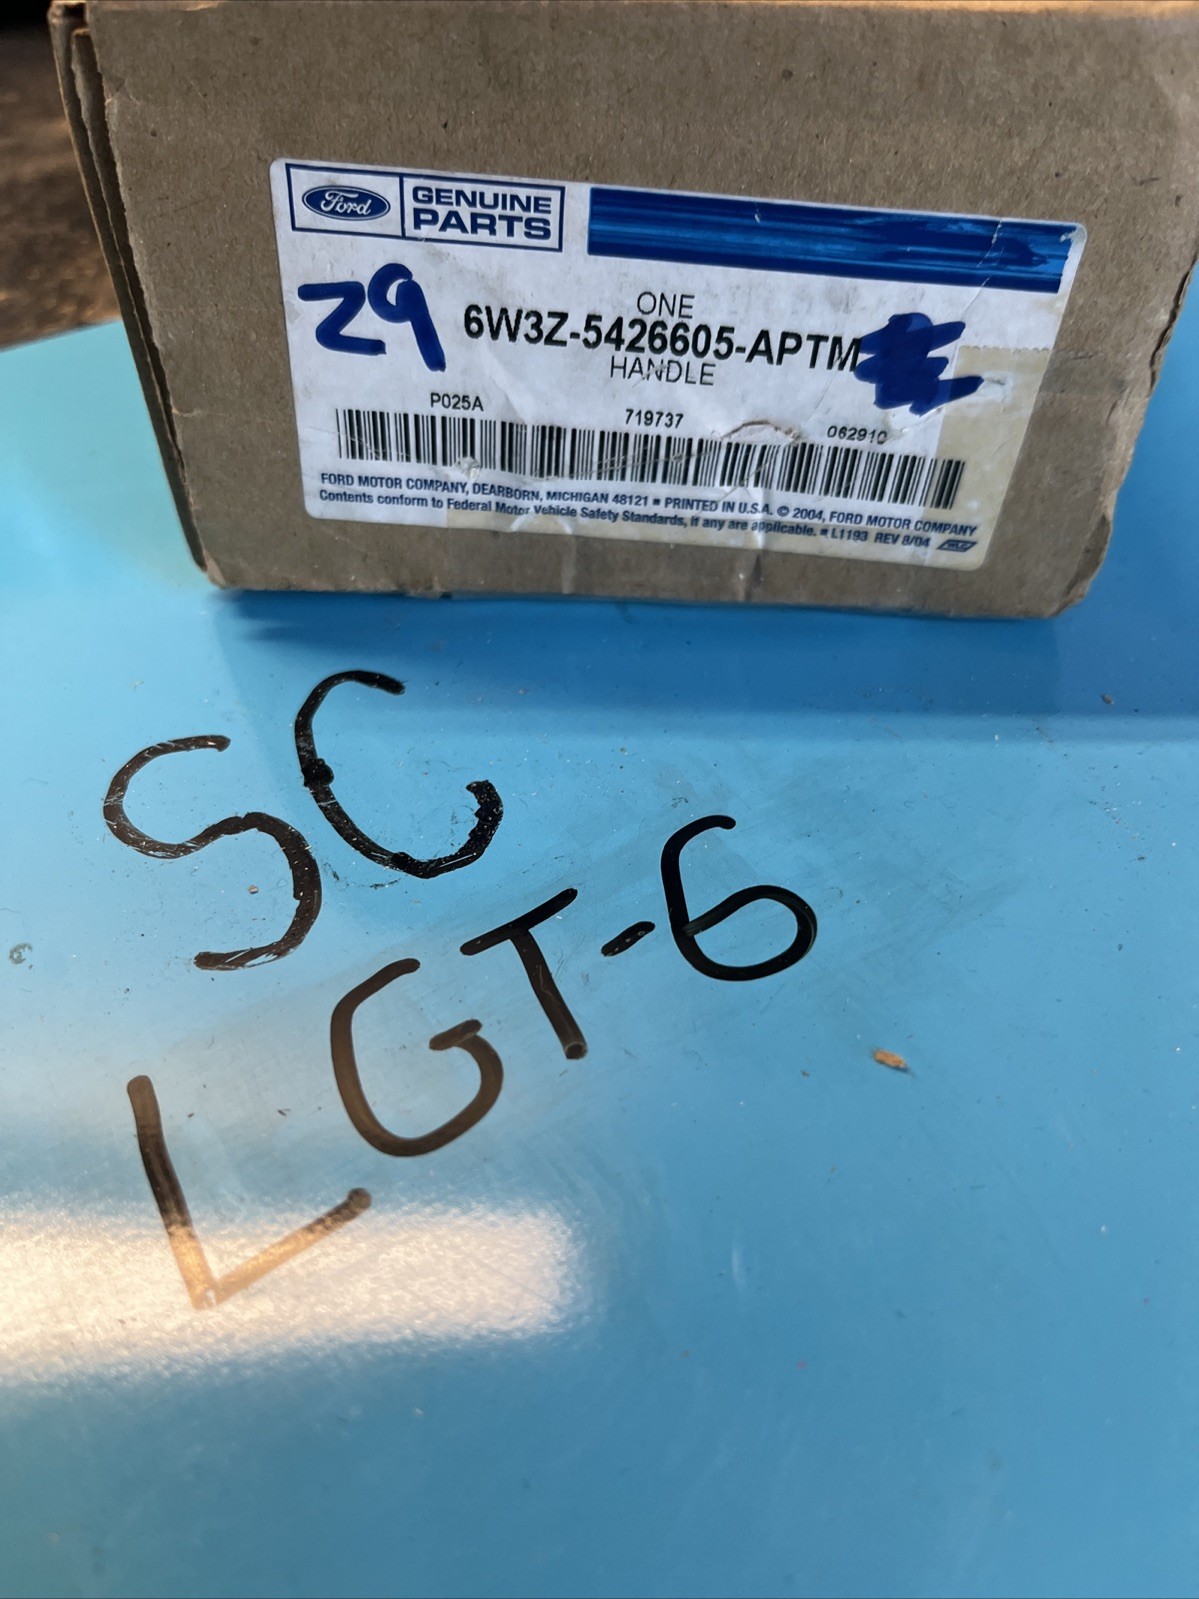 Ford GENUINE PARTS
Z9
ONE
6W3Z-5426605-APTM
HANDLE
P025A 719737 062910
FORD MOTOR COMPANY, DEARBORN, MICHIGAN 48121 ▪ PRINTED IN U.S.A. © 2004, FORD MOTOR COMPANY
Contents conform to Federal Motor Vehicle Safety Standards, if any are applicable. ▪ L1193 REV 8/04
SC
LGT-6